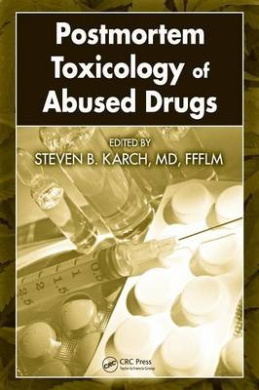 Postmortem
Toxicology of
Abused Drugs
EDITED BY
STEVEN B. KARCH, MD, FFFLM
CRC Press
Taylor & Francis Group